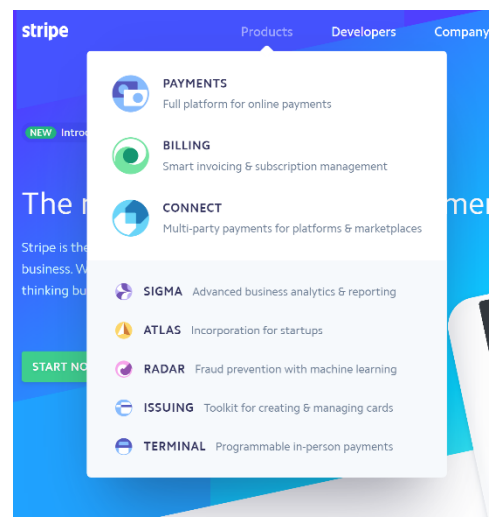 stripe
Products Developers Company
PAYMENTS
Full platform for online payments
BILLING
Smart invoicing & subscription management
CONNECT
Multi-party payments for platforms & marketplaces
SIGMA Advanced business analytics & reporting
ATLAS Incorporation for startups
RADAR Fraud prevention with machine learning
ISSUING Toolkit for creating & managing cards
TERMINAL Programmable in-person payments
NEW
The
Stripe is the
business.
thinking
START